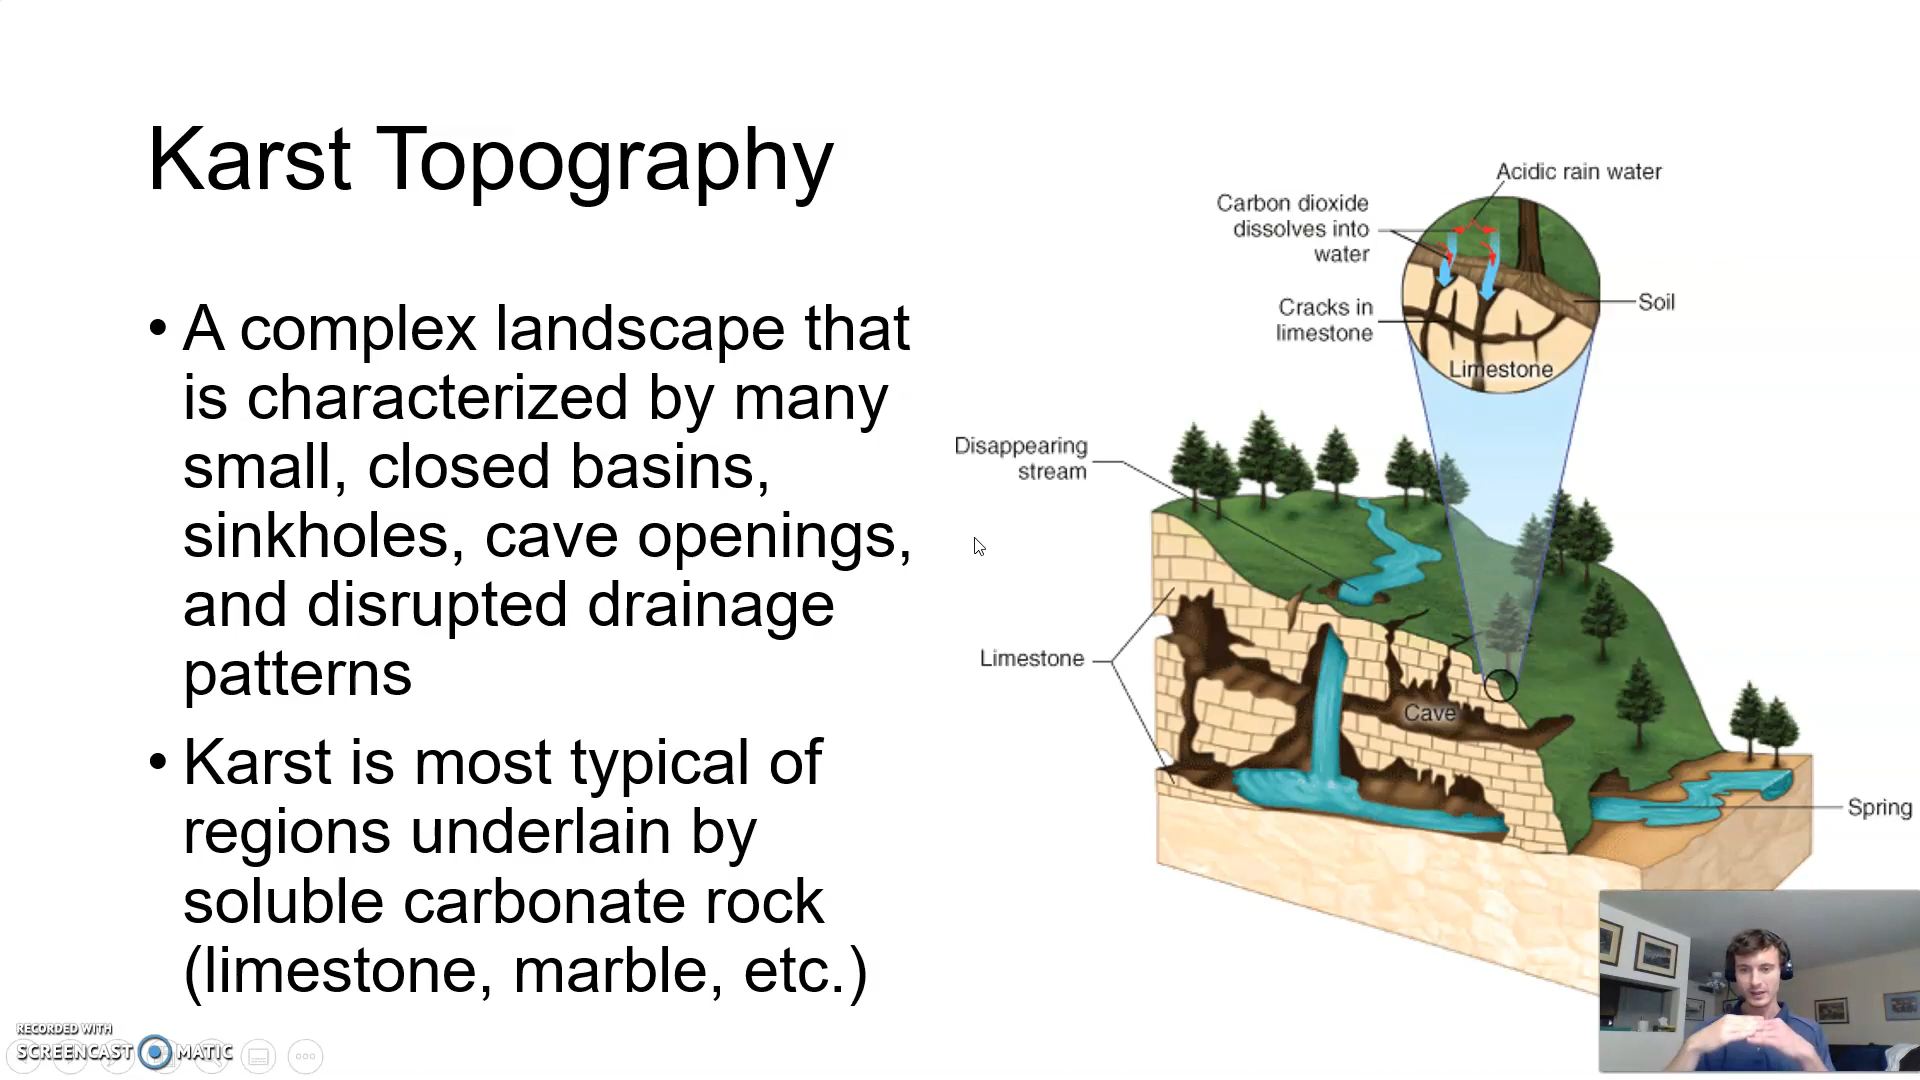 Karst Topography
• A complex landscape that
is characterized by many
small, closed basins,
sinkholes, cave openings,
and disrupted drainage
patterns
• Karst is most typical of
regions underlain by
soluble carbonate rock
(limestone, marble, etc.)
Acidic rain water
Carbon dioxide
dissolves into
water
Cracks in
limestone
Soil
Limestone
Disappearing
stream
Limestone
Cave
Spring
RECORDED WITH
SCREENCAST MATIC